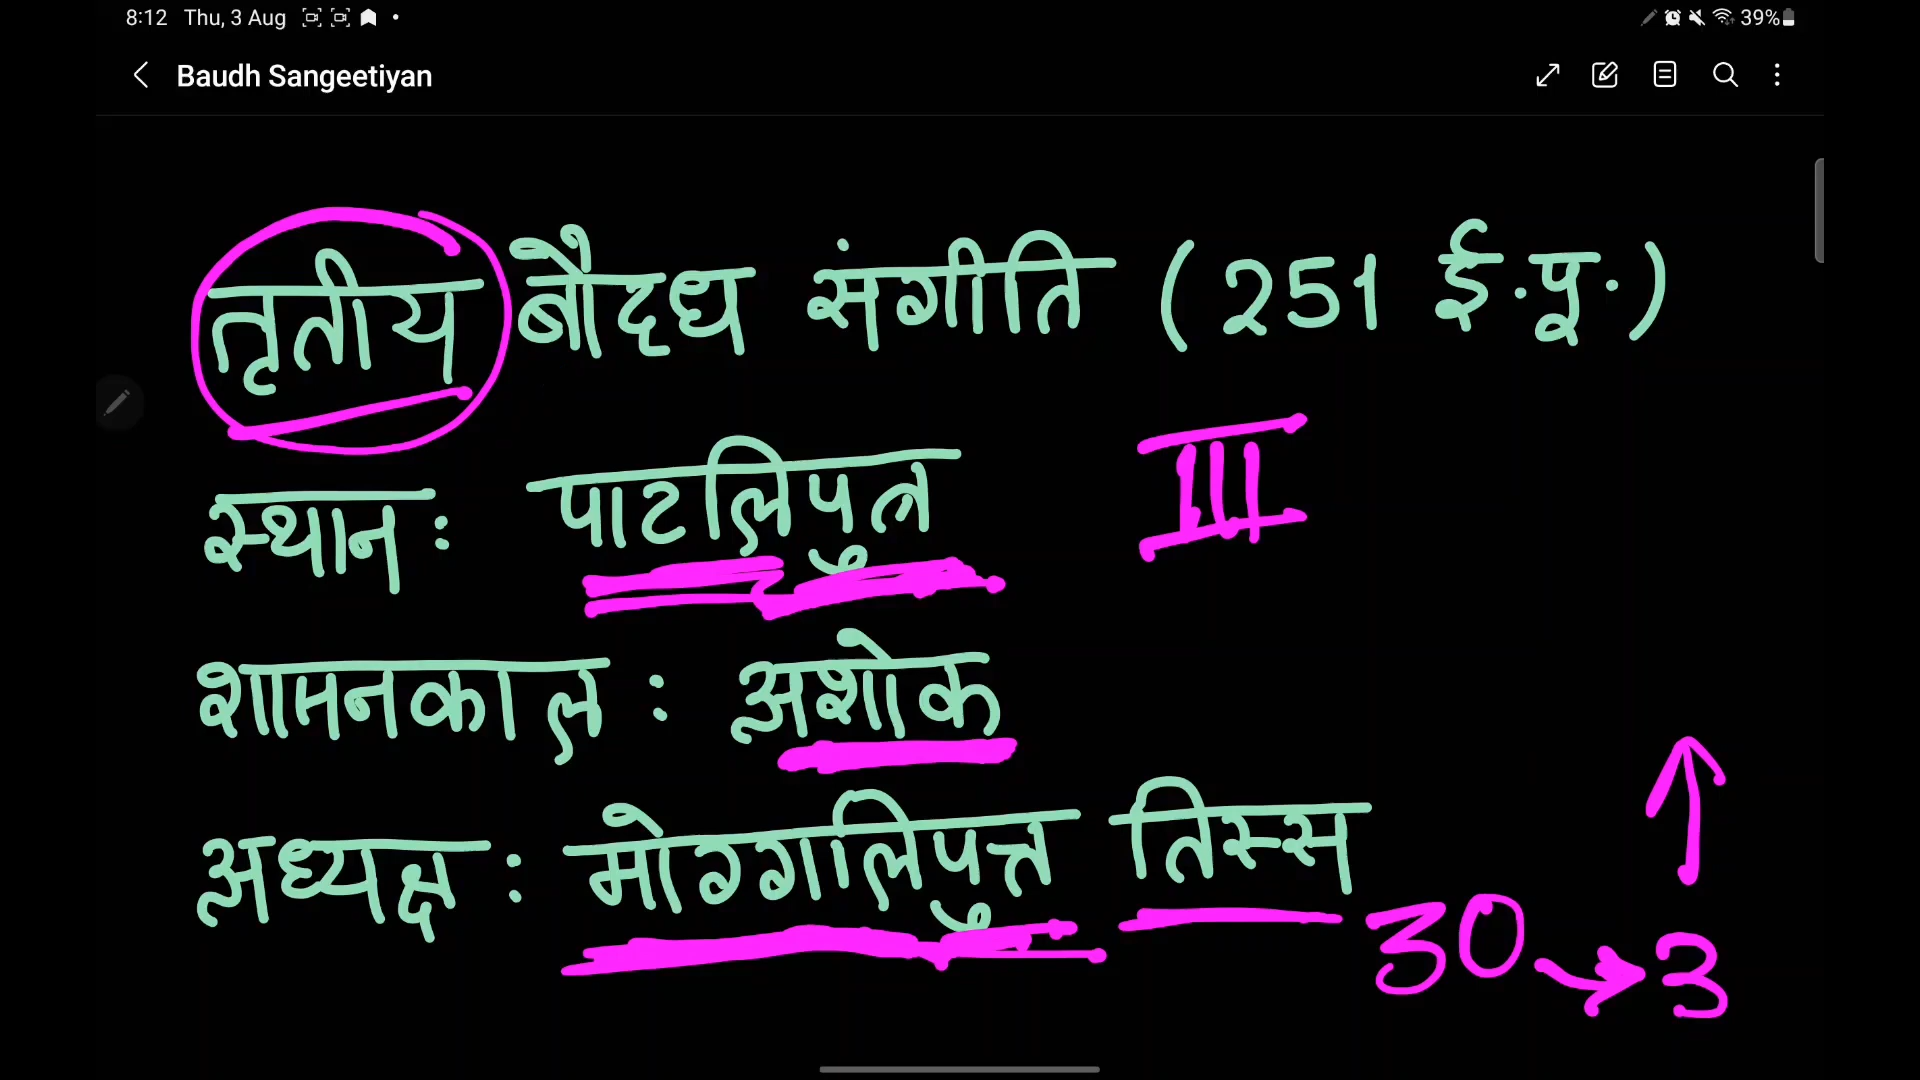 8:12 Thu, 3 Aug 39%
Baudh Sangeetiyan
तृतीय बौद्ध संगीति (251 ई.पू.)
स्थान: पाटलिपुत्र III
शासनकाल: अशोक
अध्यक्ष: मोग्गलिपुत्त तिस्स
30 → 3